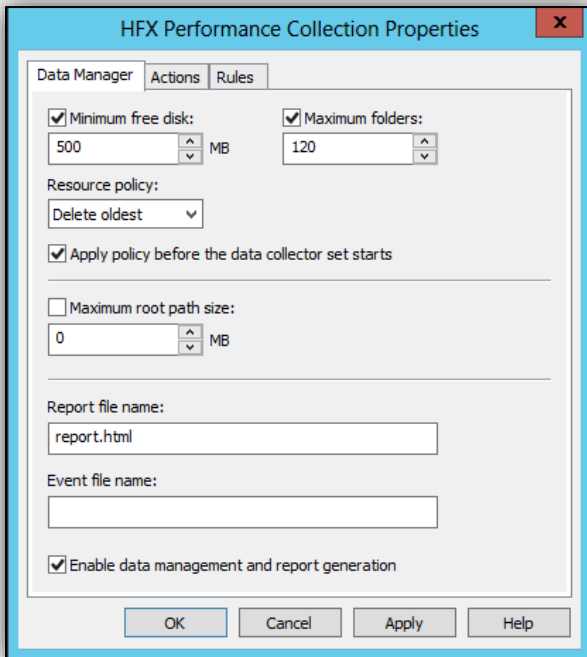 HFX Performance Collection Properties
x
Data Manager Actions Rules
Minimum free disk: Maximum folders:
500 MB 120
Resource policy:
Delete oldest
Apply policy before the data collector set starts
Maximum root path size:
0 MB
Report file name:
report.html
Event file name:
Enable data management and report generation
OK Cancel Apply Help